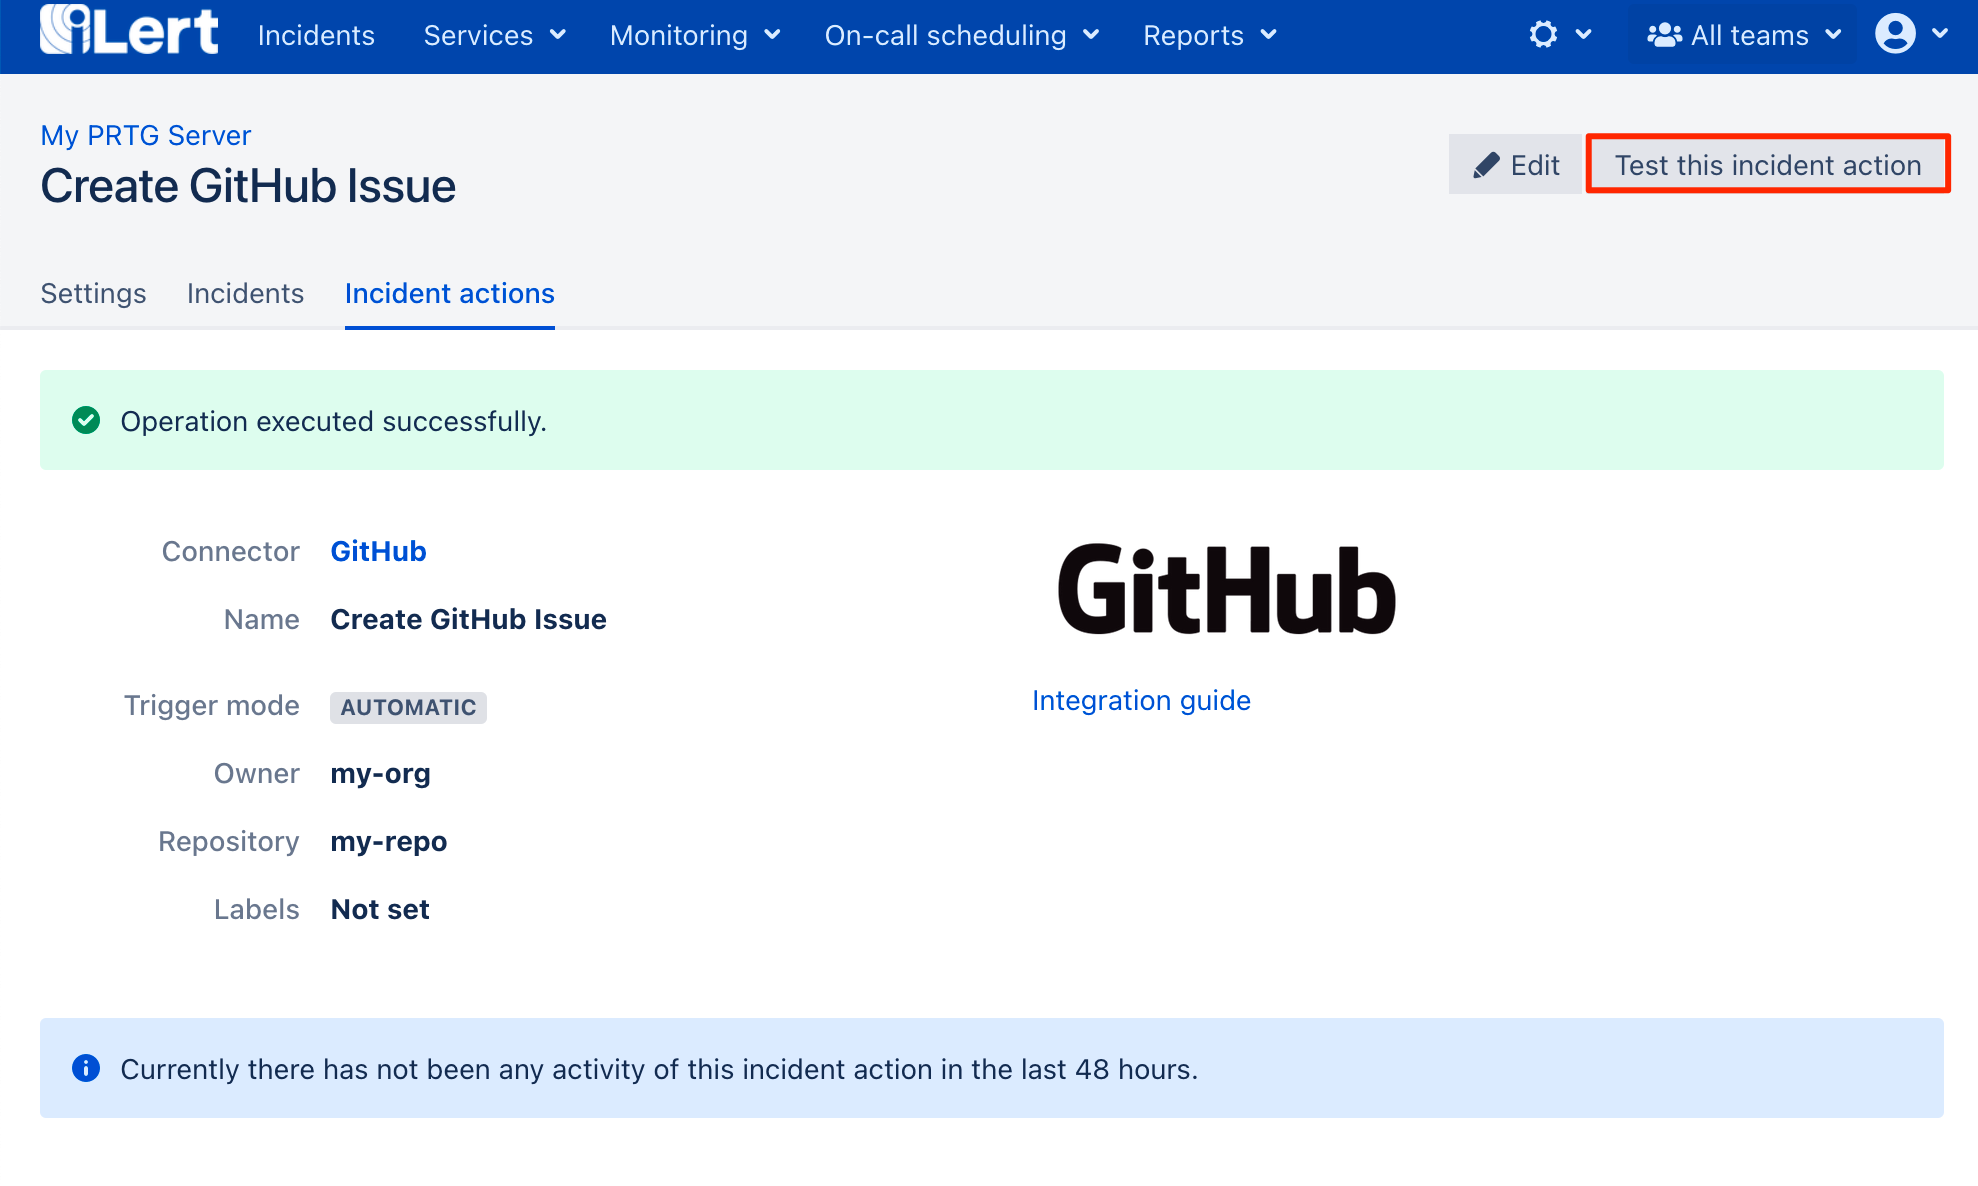 iLert Incidents Services Monitoring On-call scheduling Reports All teams
My PRTG Server
Create GitHub Issue
Edit Test this incident action
Settings Incidents Incident actions
Operation executed successfully.
Connector GitHub
Name Create GitHub Issue
Trigger mode AUTOMATIC
Owner my-org
Repository my-repo
Labels Not set
GitHub
Integration guide
Currently there has not been any activity of this incident action in the last 48 hours.